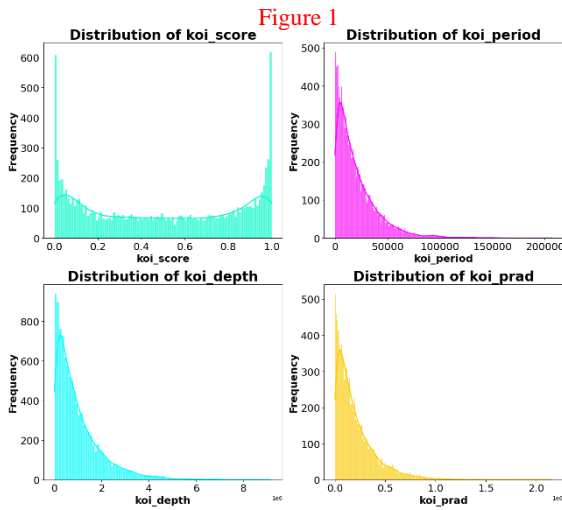 Figure 1
Distribution of koi_score
Distribution of koi_period
Frequency
600
500
400
300
200
100
0
0.0 0.2 0.4 0.6 0.8 1.0
koi_score
Frequency
500
400
300
200
100
0
0 50000 100000 150000 200000
koi_period
Distribution of koi_depth
Distribution of koi_prad
Frequency
800
600
400
200
0
0 2 4 6 8
1e6
koi_depth
Frequency
500
400
300
200
100
0
0.0 0.5 1.0 1.5 2.0
1e6
koi_prad